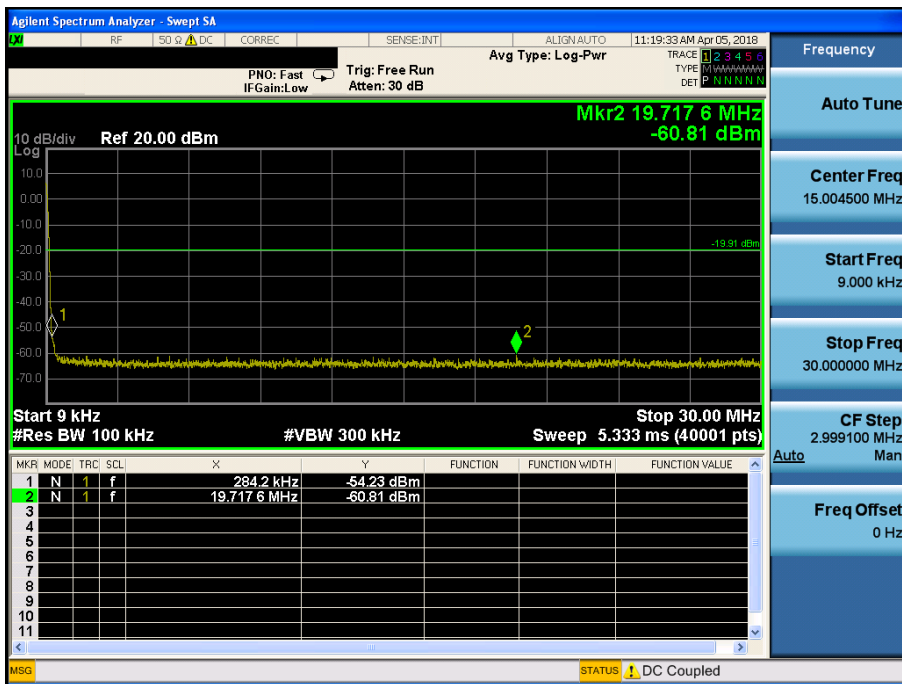 Agilent Spectrum Analyzer - Swept SA
LXI RF 50 Ω DC CORREC SENSE:INT ALIGNAUTO 11:19:33 AM Apr 05, 2018
Frequency
Avg Type: Log-Pwr
TRACE 1 2 3 4 5 6
TYPE M W W W W W
DET P N N N N N
PNO: Fast
IFGain:Low
Trig: Free Run
Atten: 30 dB
Auto Tune
Mkr2 19.717 6 MHz
-60.81 dBm
10 dB/div
Log
Ref 20.00 dBm
10.0
0.00
-10.0
-20.0
-30.0
-40.0
-50.0
-60.0
-70.0
-19.91 dBm
1
2
Start 9 kHz
Stop 30.00 MHz
#Res BW 100 kHz
#VBW 300 kHz
Sweep 5.333 ms (40001 pts)
Center Freq
15.004500 MHz
Start Freq
9.000 kHz
Stop Freq
30.000000 MHz
CF Step
2.999100 MHz
Auto Man
Freq Offset
0 Hz
MKR MODE TRC SCL X Y FUNCTION FUNCTION WIDTH FUNCTION VALUE
1 N 1 f 284.2 kHz -54.23 dBm
2 N 1 f 19.717 6 MHz -60.81 dBm
3
4
5
6
7
8
9
10
11
MSG
STATUS DC Coupled